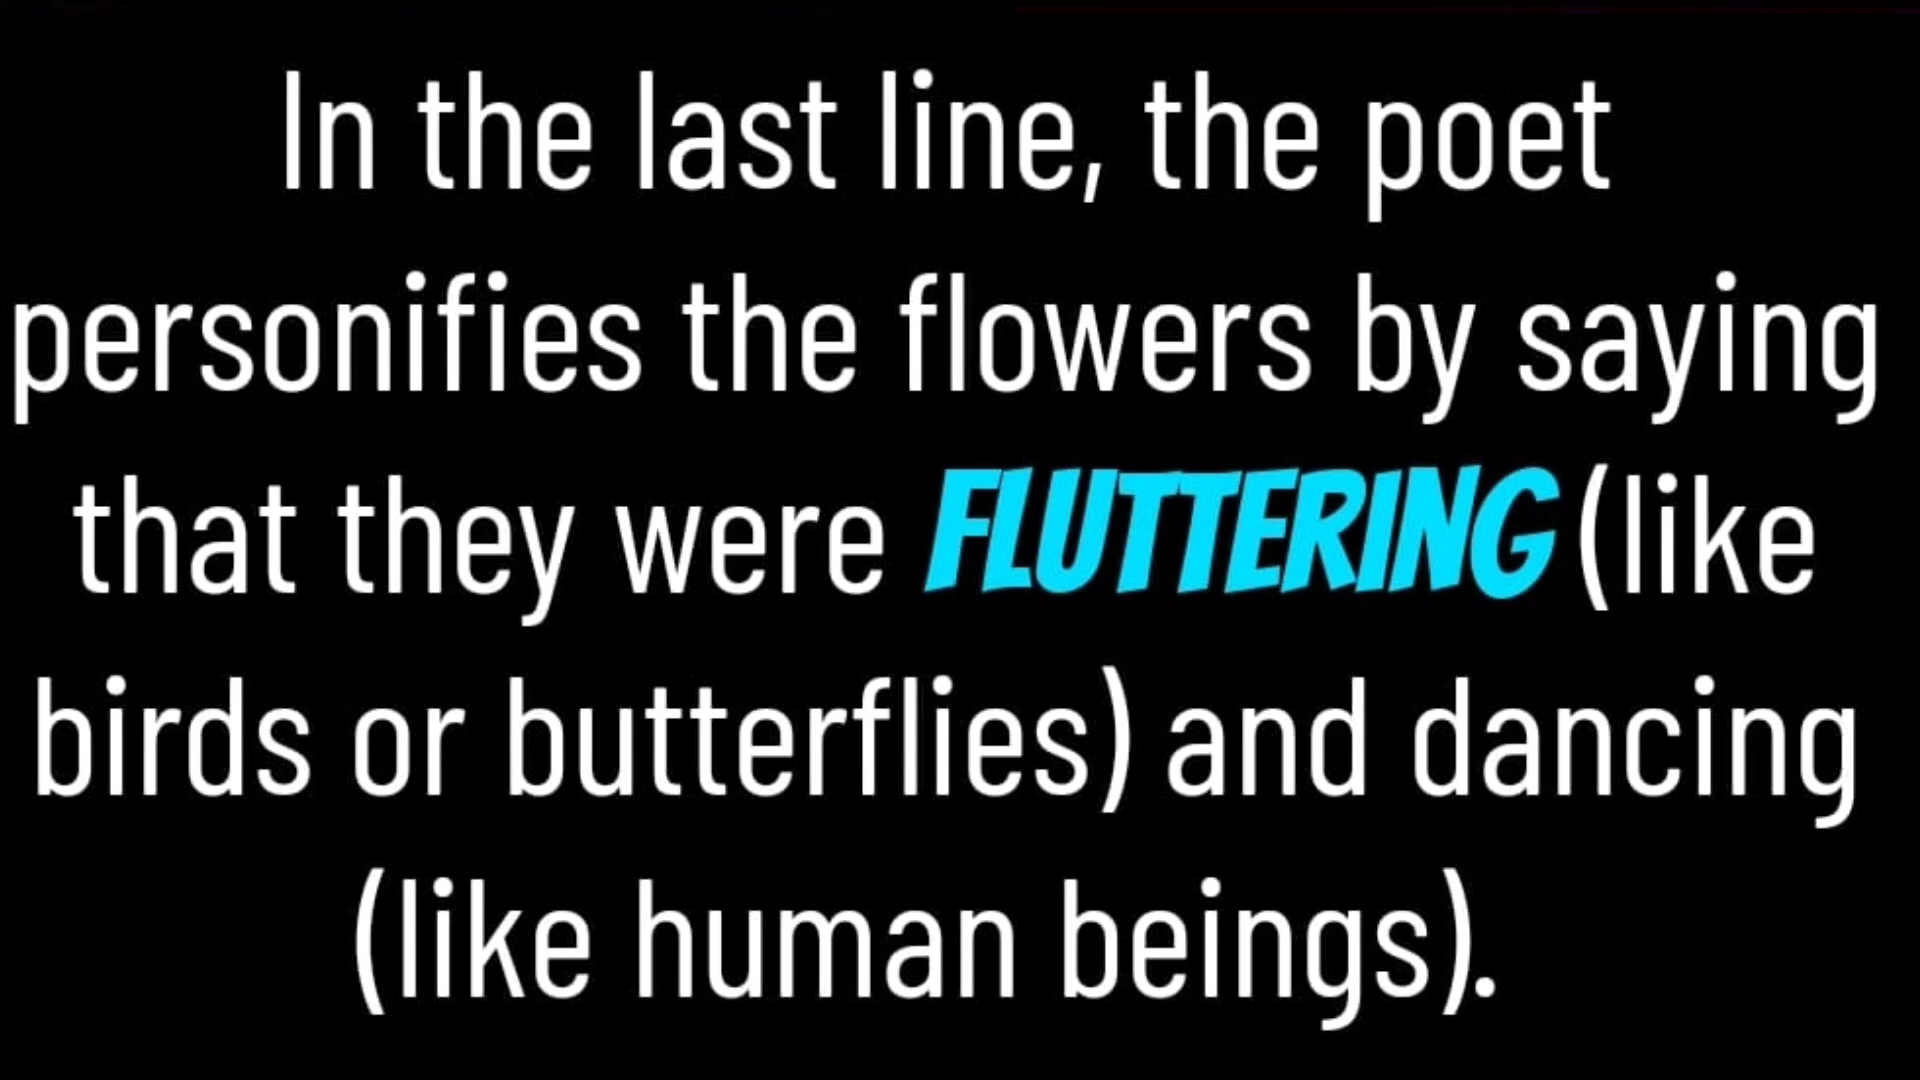 In the last line, the poet
personifies the flowers by saying
that they were FLUTTERING (like
birds or butterflies) and dancing
(like human beings).